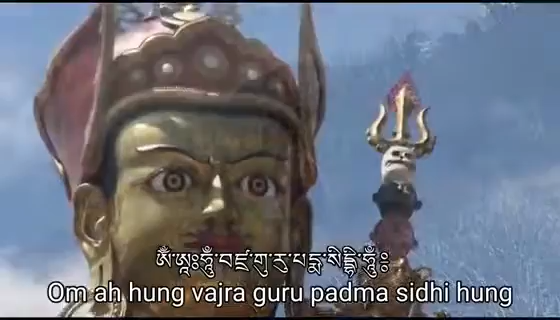 ༀ་ཨཱཿཧཱུྃ་བཛྲ་གུ་རུ་པདྨ་སིདྡྷི་ཧཱུྃ༔
Om ah hung vajra guru padma sidhi hung